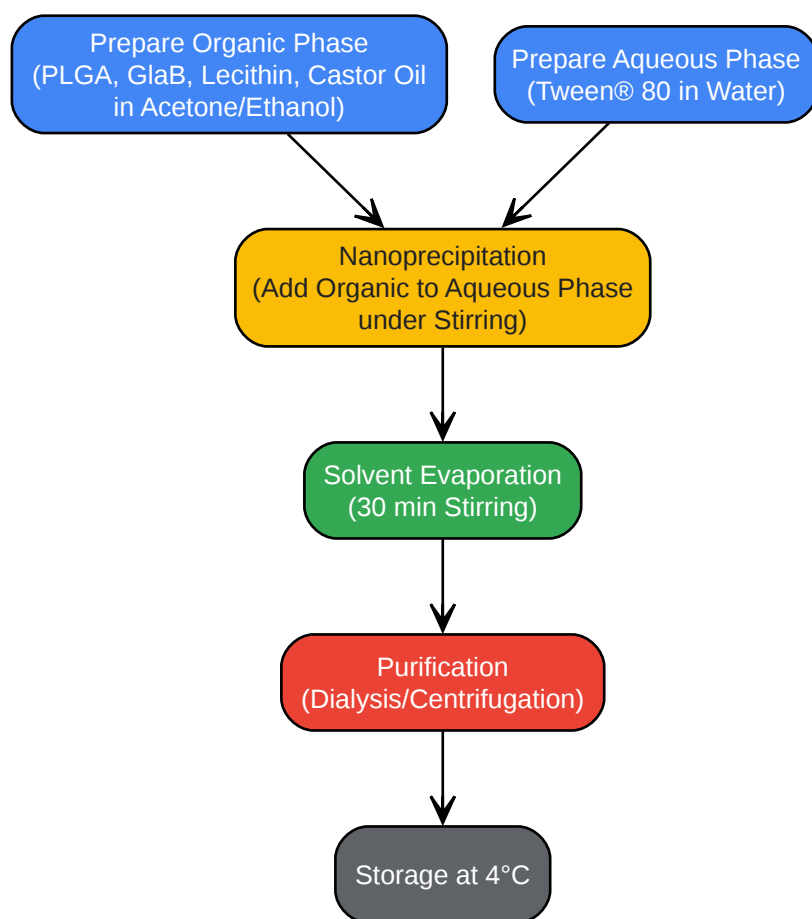 Prepare Organic Phase
(PLGA, GlaB, Lecithin, Castor Oil
in Acetone/Ethanol)
Prepare Aqueous Phase
(Tween® 80 in Water)
Nanoprecipitation
(Add Organic to Aqueous Phase
under Stirring)
Solvent Evaporation
(30 min Stirring)
Purification
(Dialysis/Centrifugation)
Storage at 4°C